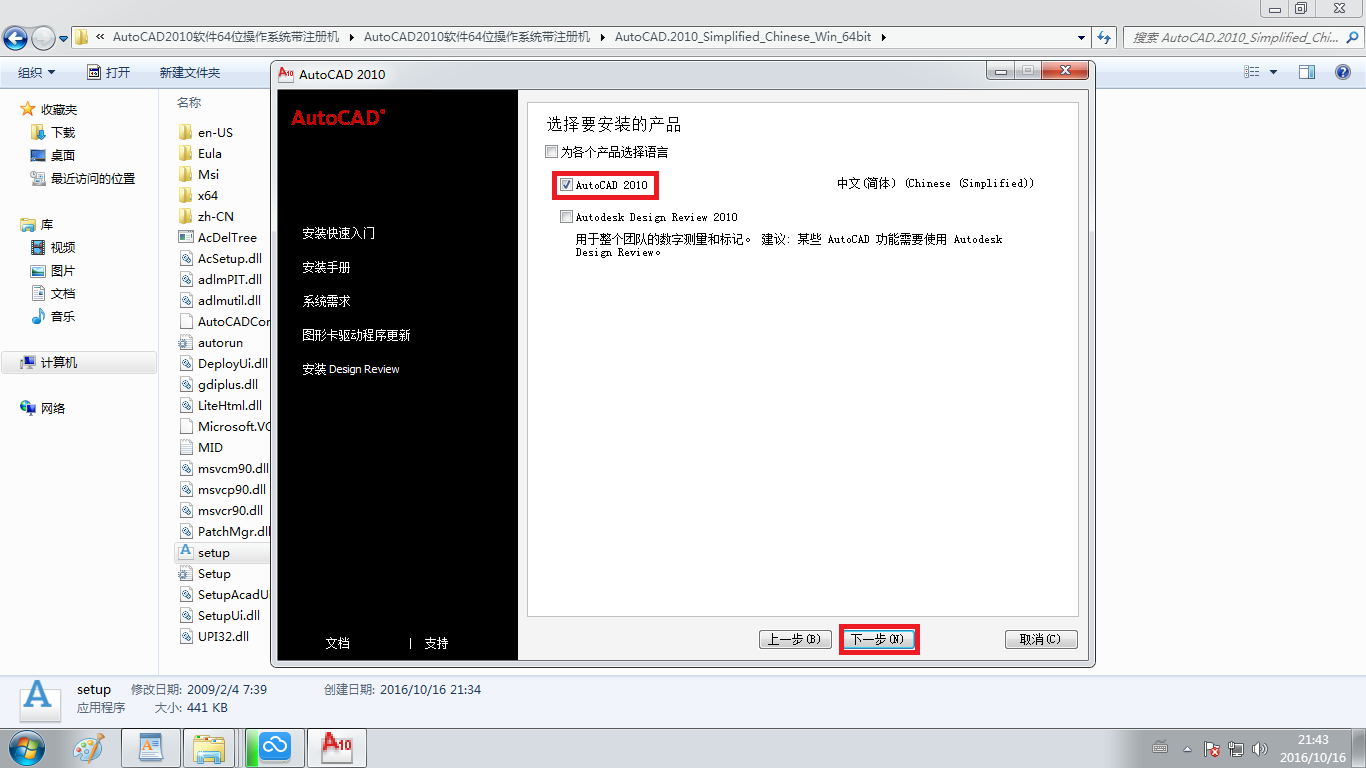 « AutoCAD2010软件64位操作系统带注册机 ▸ AutoCAD2010软件64位操作系统带注册机 ▸ AutoCAD.2010_Simplified_Chinese_Win_64bit ▸
搜索 AutoCAD.2010_Simplified_Chi...
组织 打开 新建文件夹
收藏夹
下载
桌面
最近访问的位置
库
视频
图片
文档
音乐
计算机
网络
名称
en-US
Eula
Msi
x64
zh-CN
AcDelTree
AcSetup.dll
adlmPIT.dll
adlmutil.dll
AutoCADCor
autorun
DeployUi.dll
gdiplus.dll
LiteHtml.dll
Microsoft.VC
MID
msvcm90.dll
msvcp90.dll
msvcr90.dll
PatchMgr.dll
setup
Setup
SetupAcadU
SetupUi.dll
UPI32.dll
AutoCAD 2010
AutoCAD®
安装快速入门
安装手册
系统需求
图形卡驱动程序更新
安装 Design Review
文档 | 支持
选择要安装的产品
为各个产品选择语言
AutoCAD 2010 中文(简体) (Chinese (Simplified))
Autodesk Design Review 2010
用于整个团队的数字测量和标记。 建议: 某些 AutoCAD 功能需要使用 Autodesk
Design Review。
上一步(B) 下一步(N) 取消(C)
setup 修改日期: 2009/2/4 7:39 创建日期: 2016/10/16 21:34
应用程序 大小: 441 KB
A10
21:43
2016/10/16